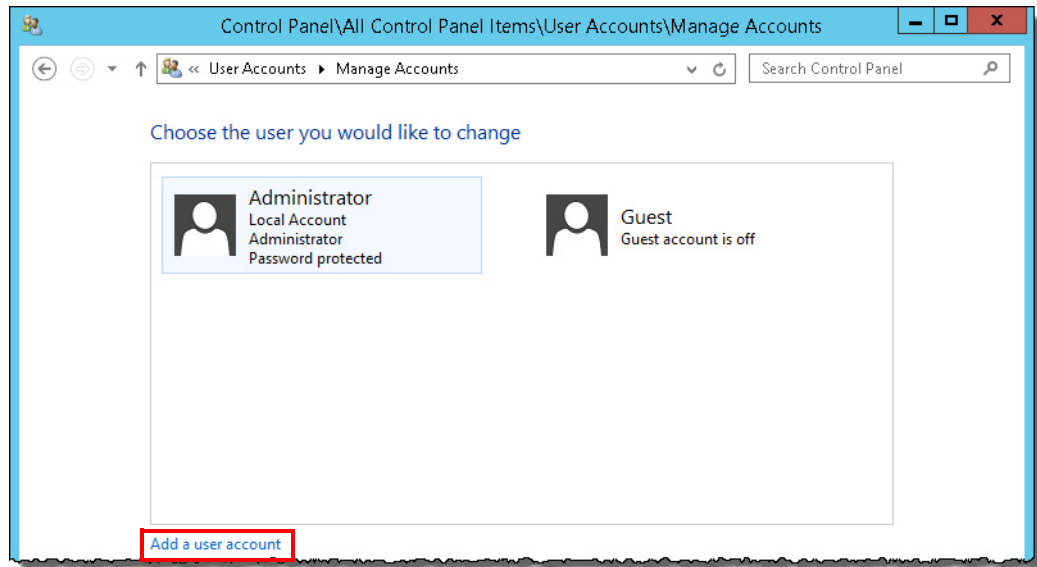 Control Panel\All Control Panel Items\User Accounts\Manage Accounts
« User Accounts ▸ Manage Accounts
Search Control Panel
Choose the user you would like to change
Administrator
Local Account
Administrator
Password protected
Guest
Guest account is off
Add a user account